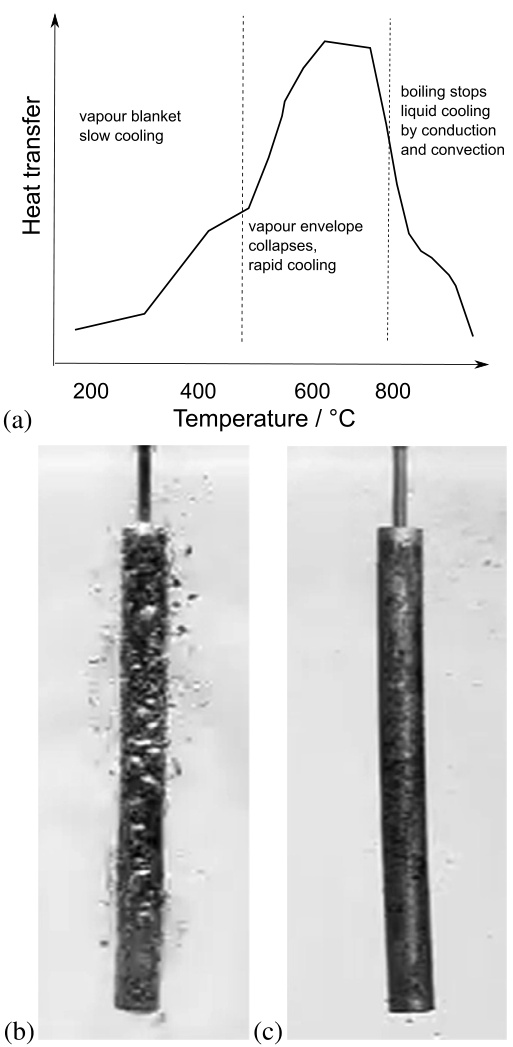 Heat transfer
vapour blanket
slow cooling
boiling stops
liquid cooling
by conduction
and convection
vapour envelope
collapses,
rapid cooling
200 400 600 800
Temperature / °C
(a)
(b)
(c)